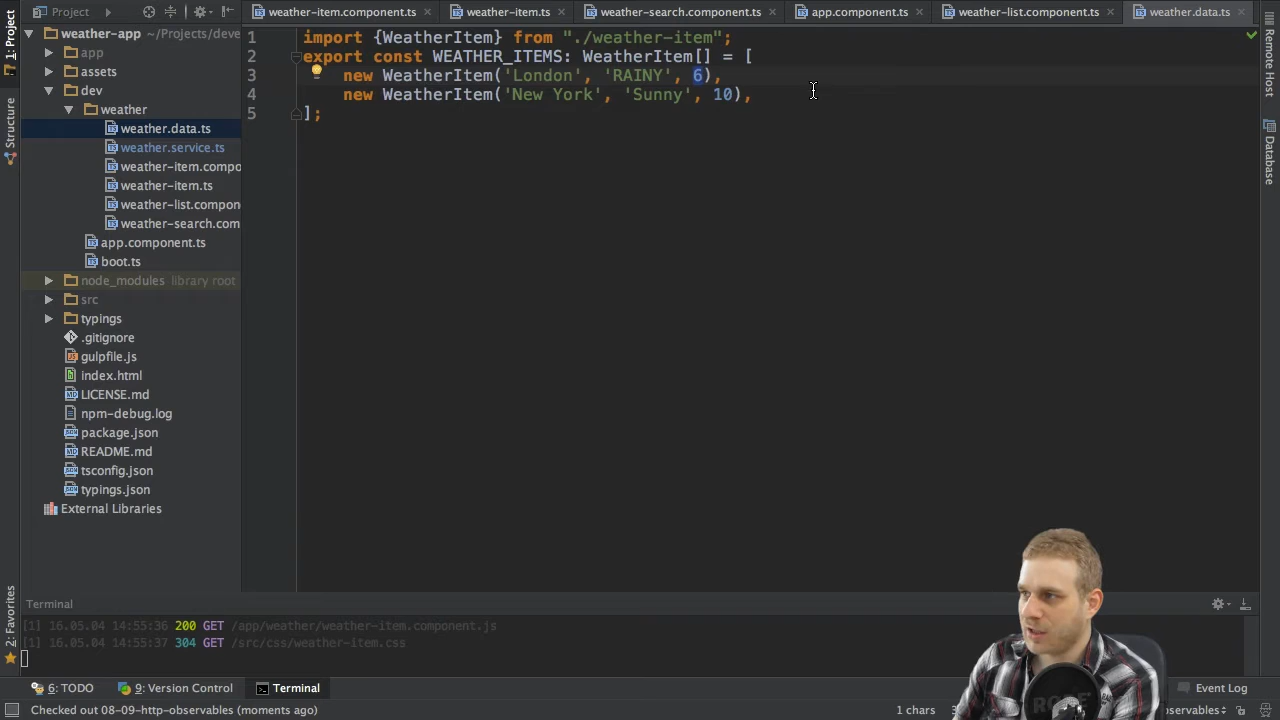 Project
weather-item.component.ts
weather-item.ts
weather-search.component.ts
app.component.ts
weather-list.component.ts
weather.data.ts
1: Project
Structure
2: Favorites
Remote Host
Database
weather-app ~/Projects/deve
app
assets
dev
weather
weather.data.ts
weather.service.ts
weather-item.compo
weather-item.ts
weather-list.compon
weather-search.com
app.component.ts
boot.ts
node_modules library root
src
typings
.gitignore
gulpfile.js
index.html
LICENSE.md
npm-debug.log
package.json
README.md
tsconfig.json
typings.json
External Libraries
1 import {WeatherItem} from "./weather-item";
2 export const WEATHER_ITEMS: WeatherItem[] = [
3 new WeatherItem('London', 'RAINY', 6),
4 new WeatherItem('New York', 'Sunny', 10),
5 ];
Terminal
[1] 16.05.04 14:55:36 200 GET /app/weather/weather-item.component.js
[1] 16.05.04 14:55:37 304 GET /src/css/weather-item.css
6: TODO
9: Version Control
Terminal
Event Log
Checked out 08-09-http-observables (moments ago)
1 chars
servables